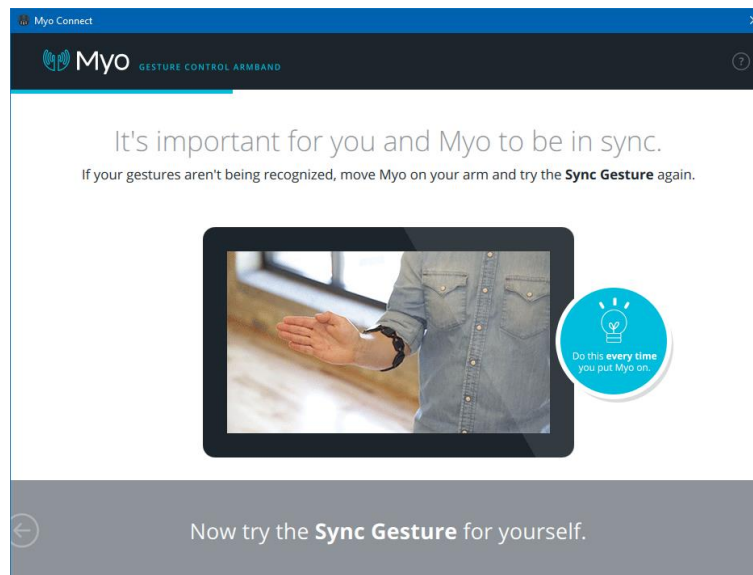 Myo Connect
Myo GESTURE CONTROL ARMBAND
?
It's important for you and Myo to be in sync.
If your gestures aren't being recognized, move Myo on your arm and try the Sync Gesture again.
Do this every time
you put Myo on.
Now try the Sync Gesture for yourself.